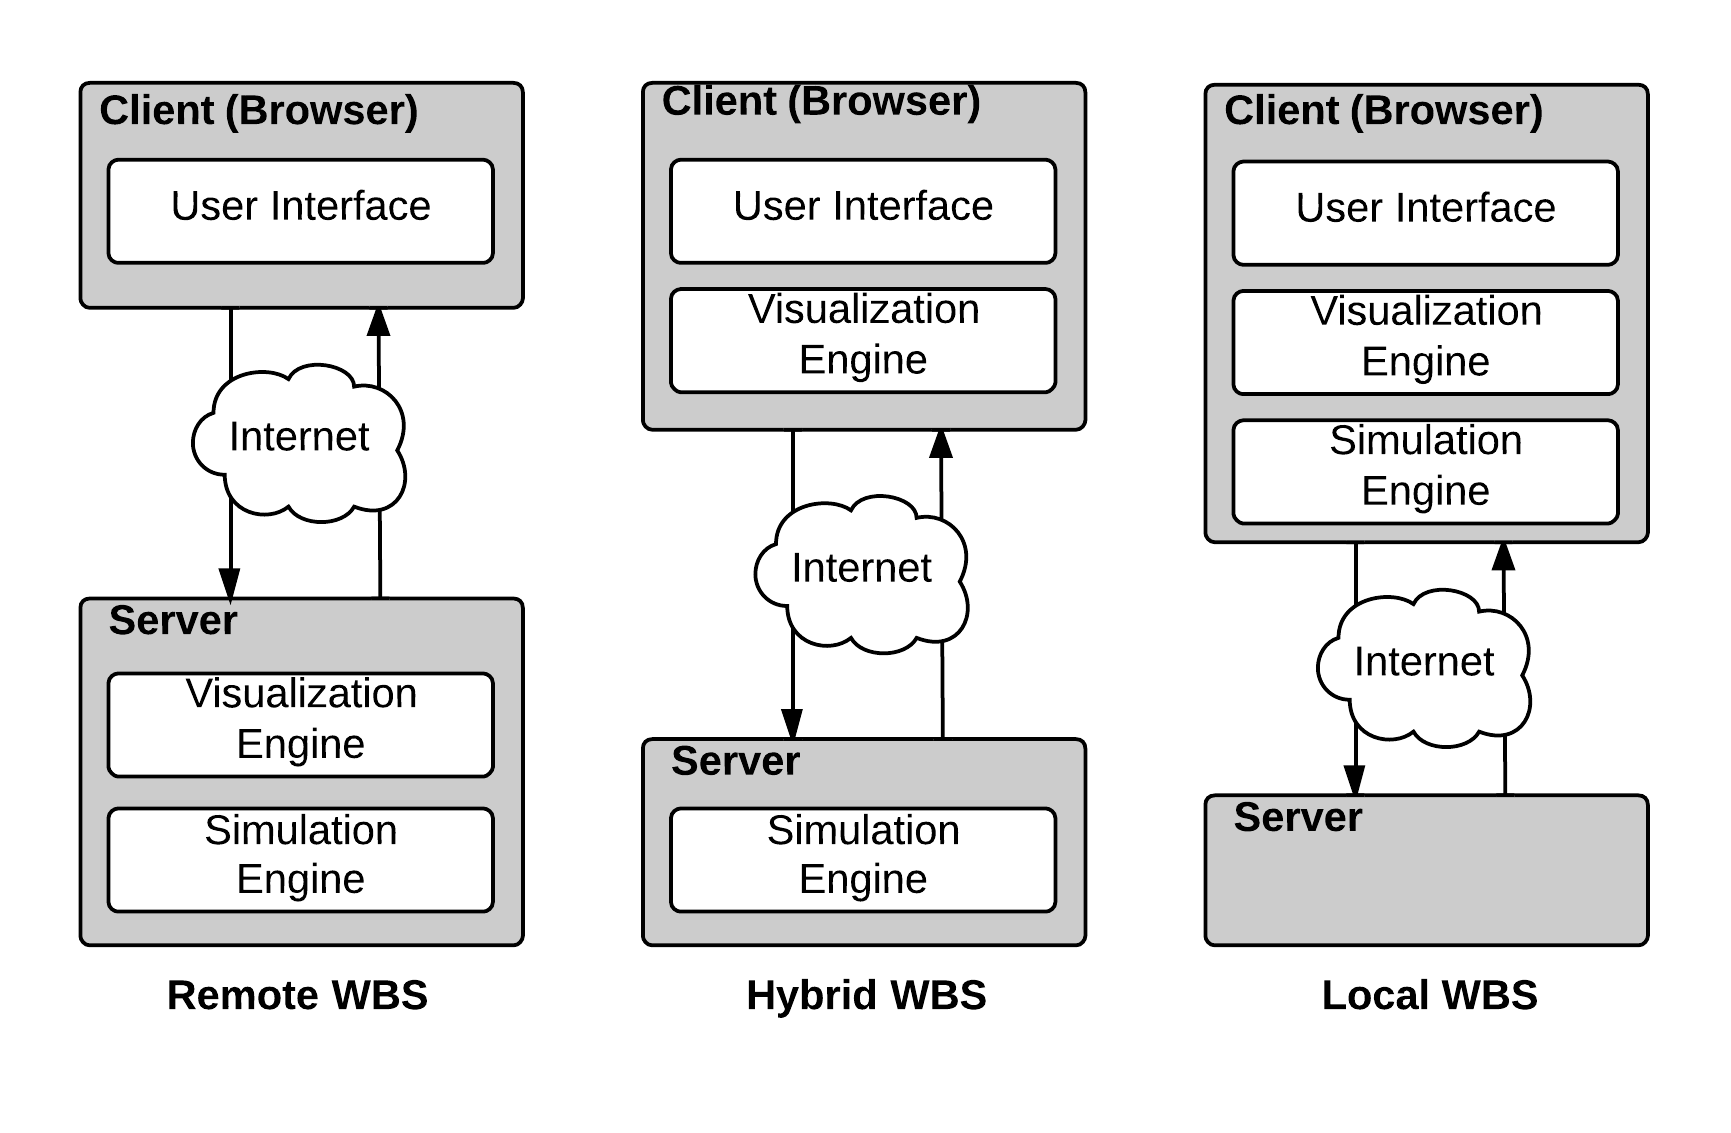 Client (Browser)
User Interface
Internet
Server
Visualization
Engine
Simulation
Engine
Remote WBS
Client (Browser)
User Interface
Visualization
Engine
Internet
Server
Simulation
Engine
Hybrid WBS
Client (Browser)
User Interface
Visualization
Engine
Simulation
Engine
Internet
Server
Local WBS